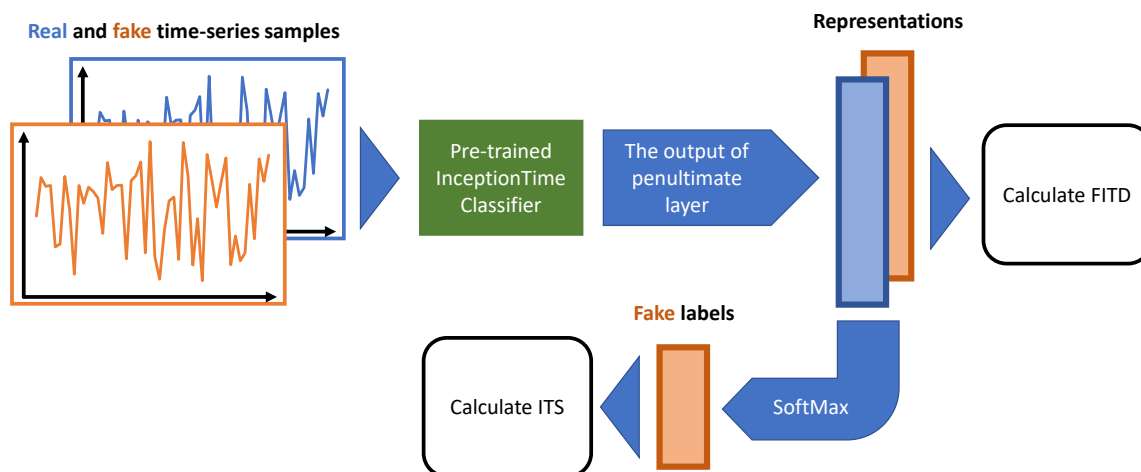 Representations
Real and fake time-series samples
Pre-trained
InceptionTime
Classifier
The output of
penultimate
layer
Calculate FITD
Fake labels
Calculate ITS
SoftMax